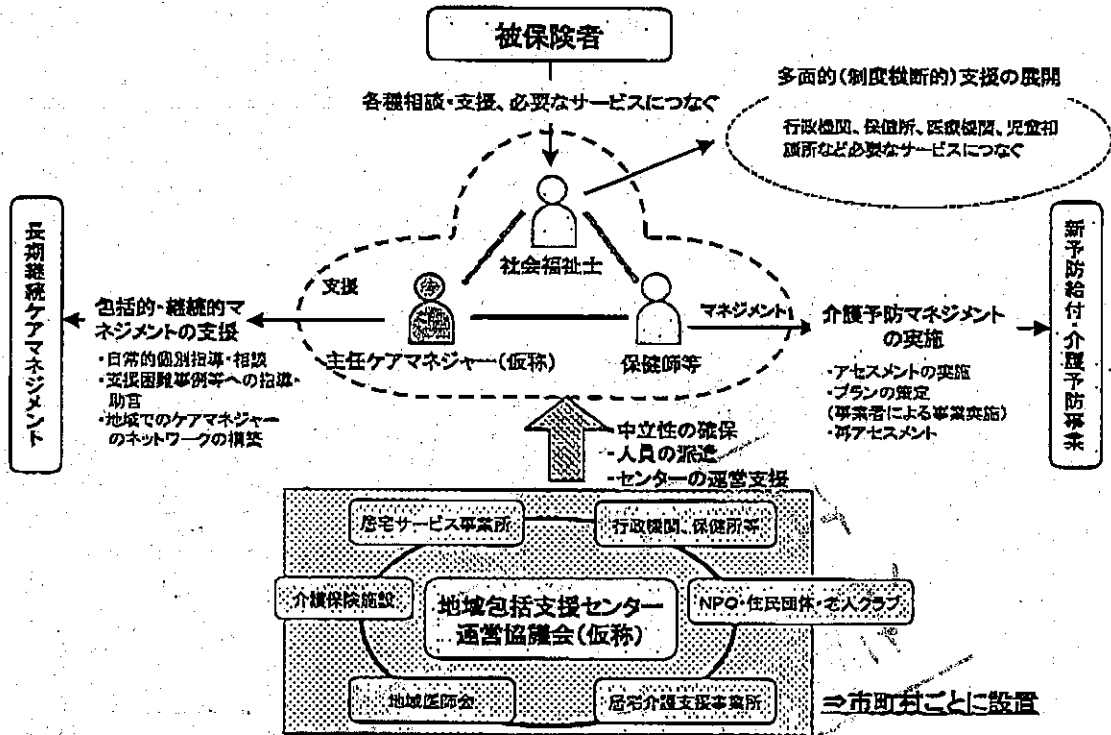 被保険者
各種相談・支援、必要なサービスにつなぐ
多面的(制度横断的)支援の展開
行政機関、保健所、医療機関、児童相
談所など必要なサービスにつなぐ
社会福祉士
支援
マネジメント
主任ケアマネジャー(仮称)
保健師等
長期継続ケアマネジメント
包括的・継続的マ
ネジメントの支援
・日常的個別指導・相談
・支援困難事例等への指導・
助言
・地域でのケアマネジャー
のネットワークの構築
介護予防マネジメント
の実施
・アセスメントの実施
・プランの策定
(事業者による事業実施)
・再アセスメント
新予防給付・介護予防事業
・中立性の確保
・人員の派遣
・センターの運営支援
居宅サービス事業所
行政機関、保健所等
介護保険施設
地域包括支援センター
運営協議会(仮称)
NPO・住民団体・老人クラブ
地域医師会
居宅介護支援事業所
⇒市町村ごとに設置